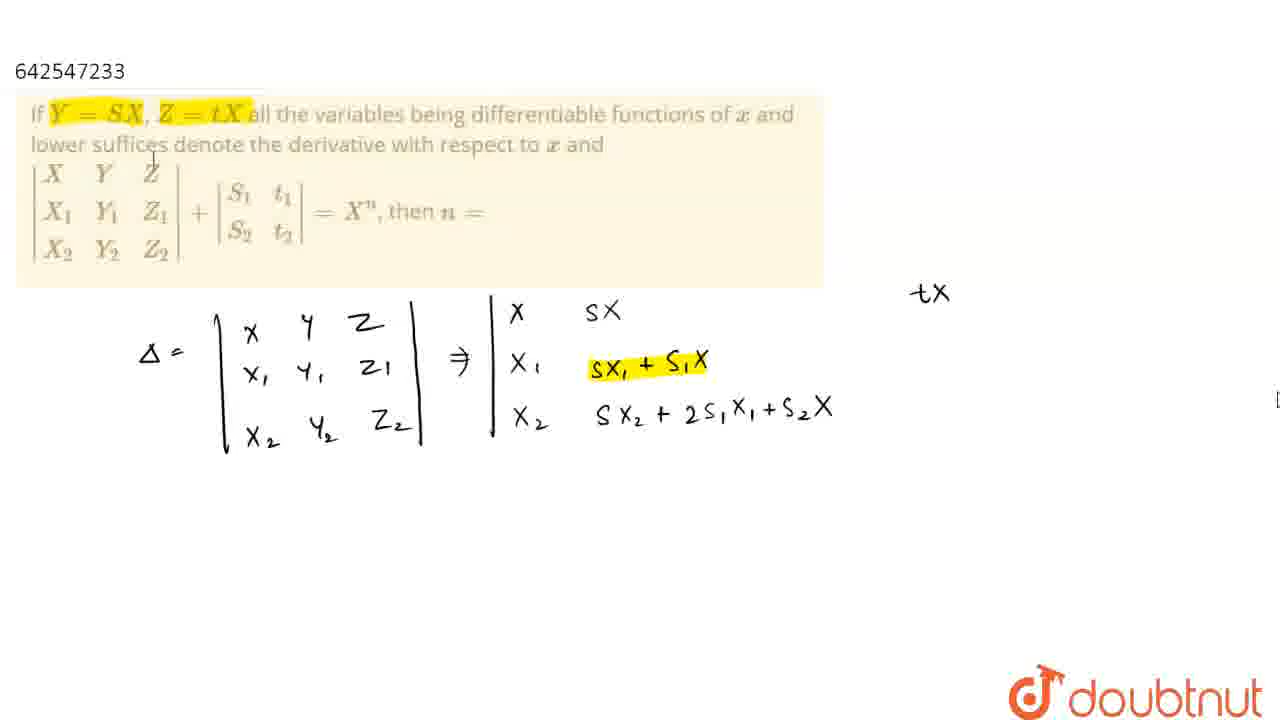 642547233
If Y = SX, Z = tX all the variables being differentiable functions of x and
lower suffices denote the derivative with respect to x and
| X Y Z |
| X₁ Y₁ Z₁ | + | S₁ t₁ | = Xⁿ, then n =
| X₂ Y₂ Z₂ | | S₂ t₂ |
Δ = | X Y Z | ⇒ | X SX tX
| X₁ Y₁ Z₁ | | X₁ SX₁ + S₁X
| X₂ Y₂ Z₂ | | X₂ SX₂ + 2S₁X₁ + S₂X
doubtnut